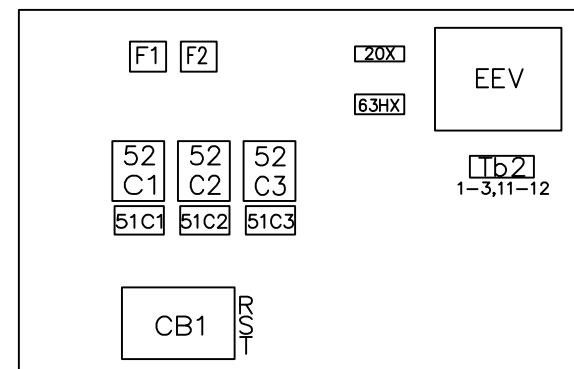 F1 F2
20X
EEV
63HX
52 52 52
C1 C2 C3
Tb2
1-3,11-12
51C1 51C2 51C3
CB1
R
S
T